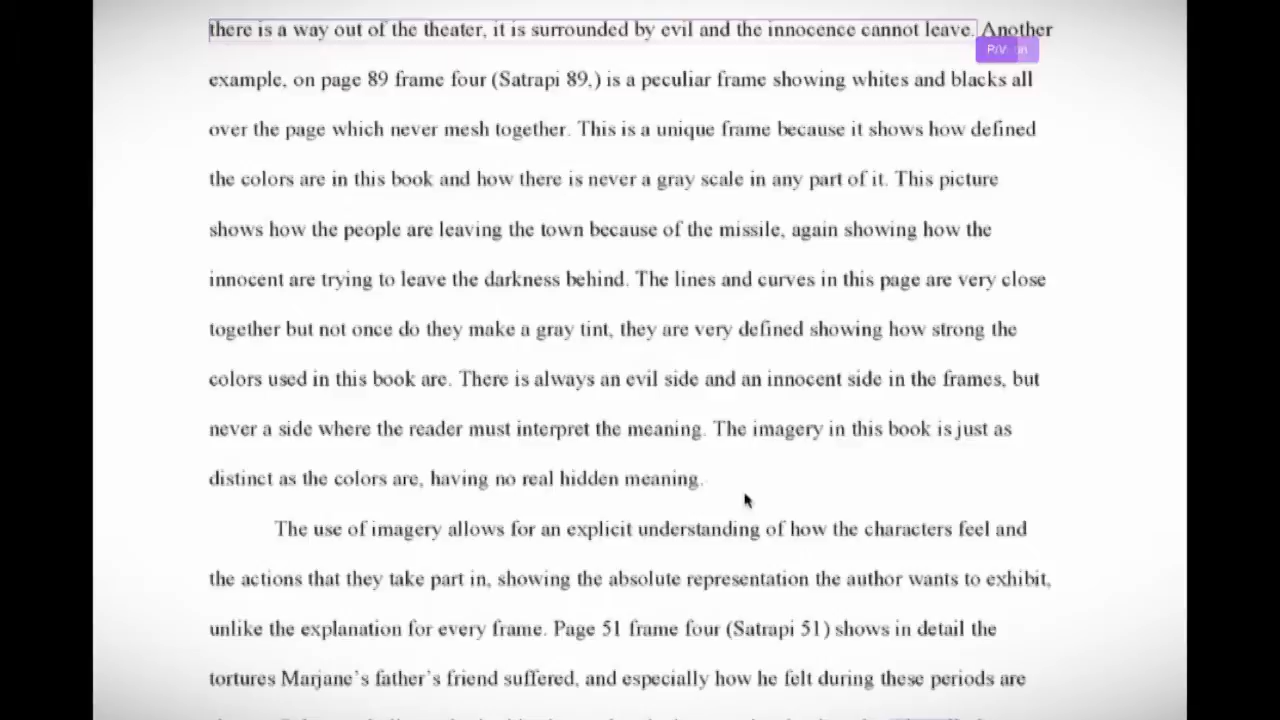 there is a way out of the theater, it is surrounded by evil and the innocence cannot leave. Another
P/V
example, on page 89 frame four (Satrapi 89,) is a peculiar frame showing whites and blacks all
over the page which never mesh together. This is a unique frame because it shows how defined
the colors are in this book and how there is never a gray scale in any part of it. This picture
shows how the people are leaving the town because of the missile, again showing how the
innocent are trying to leave the darkness behind. The lines and curves in this page are very close
together but not once do they make a gray tint, they are very defined showing how strong the
colors used in this book are. There is always an evil side and an innocent side in the frames, but
never a side where the reader must interpret the meaning. The imagery in this book is just as
distinct as the colors are, having no real hidden meaning.
The use of imagery allows for an explicit understanding of how the characters feel and
the actions that they take part in, showing the absolute representation the author wants to exhibit,
unlike the explanation for every frame. Page 51 frame four (Satrapi 51) shows in detail the
tortures Marjane's father's friend suffered, and especially how he felt during these periods are